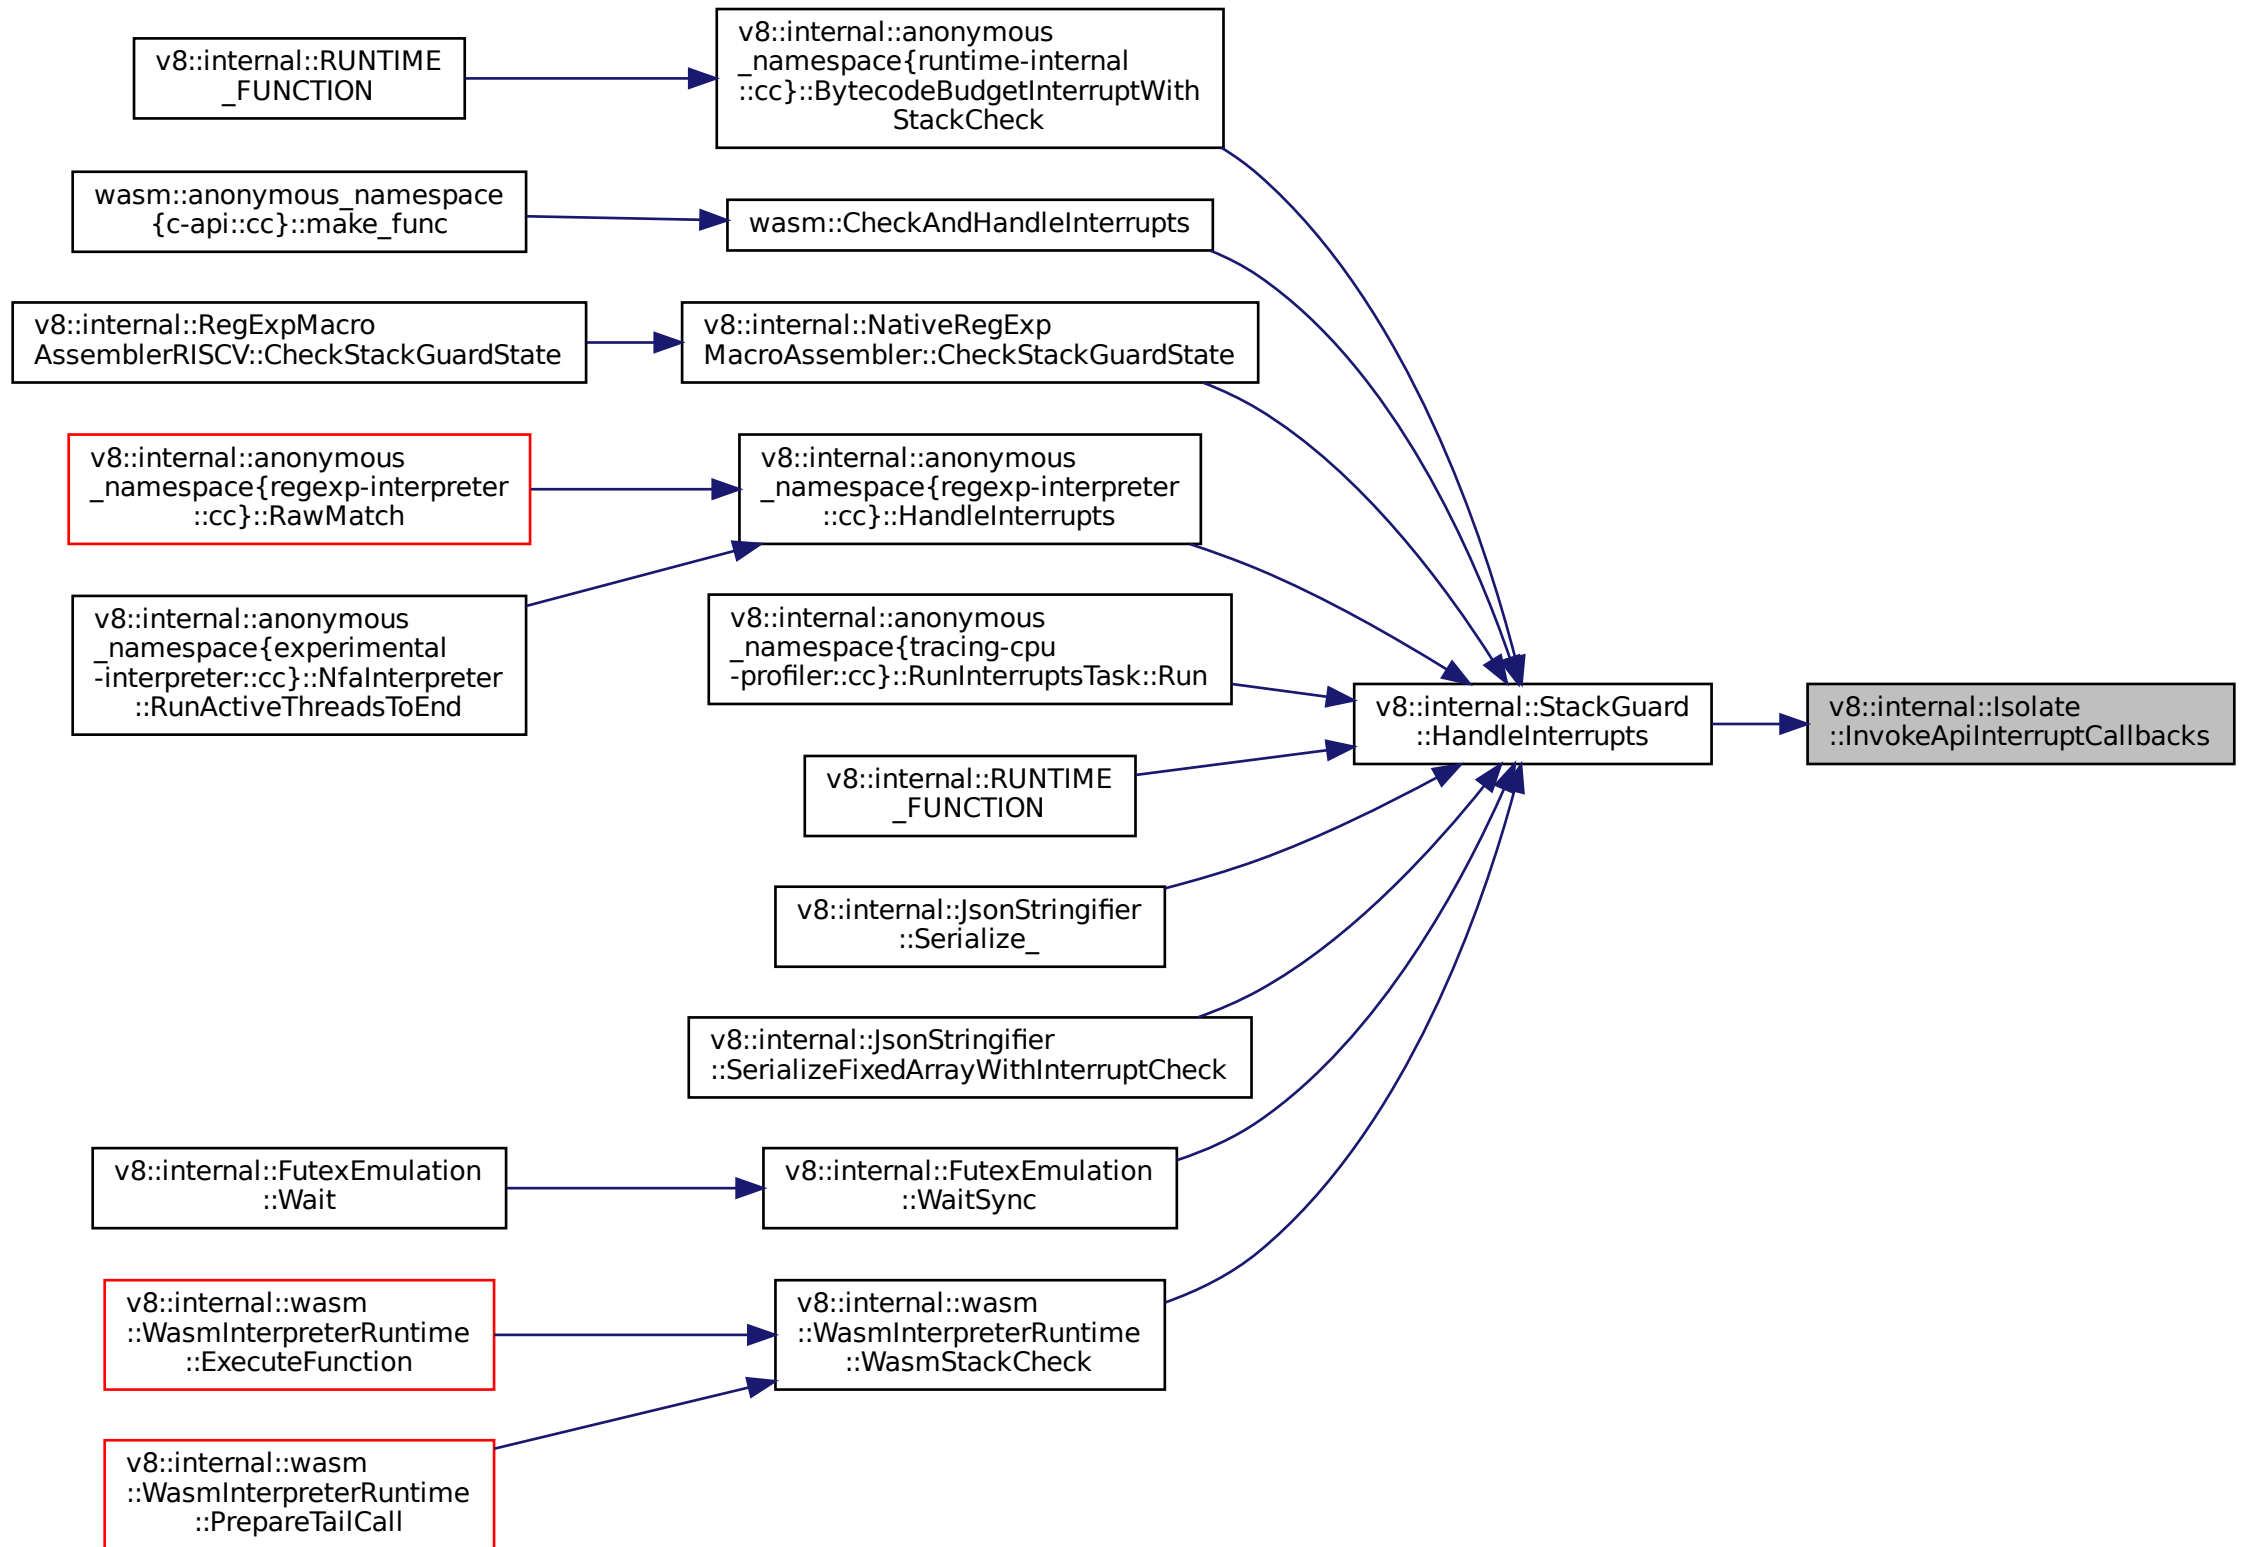 v8::internal::RUNTIME
_FUNCTION
v8::internal::anonymous
_namespace{runtime-internal
::cc}::BytecodeBudgetInterruptWith
StackCheck
wasm::anonymous_namespace
{c-api::cc}::make_func
wasm::CheckAndHandleInterrupts
v8::internal::RegExpMacro
AssemblerRISCV::CheckStackGuardState
v8::internal::NativeRegExp
MacroAssembler::CheckStackGuardState
v8::internal::anonymous
_namespace{regexp-interpreter
::cc}::RawMatch
v8::internal::anonymous
_namespace{regexp-interpreter
::cc}::HandleInterrupts
v8::internal::anonymous
_namespace{experimental
-interpreter::cc}::NfaInterpreter
::RunActiveThreadsToEnd
v8::internal::anonymous
_namespace{tracing-cpu
-profiler::cc}::RunInterruptsTask::Run
v8::internal::StackGuard
::HandleInterrupts
v8::internal::Isolate
::InvokeApiInterruptCallbacks
v8::internal::RUNTIME
_FUNCTION
v8::internal::JsonStringifier
::Serialize_
v8::internal::JsonStringifier
::SerializeFixedArrayWithInterruptCheck
v8::internal::FutexEmulation
::Wait
v8::internal::FutexEmulation
::WaitSync
v8::internal::wasm
::WasmInterpreterRuntime
::ExecuteFunction
v8::internal::wasm
::WasmInterpreterRuntime
::WasmStackCheck
v8::internal::wasm
::WasmInterpreterRuntime
::PrepareTailCall